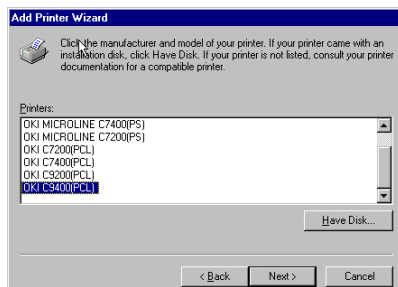 Add Printer Wizard
Click the manufacturer and model of your printer. If your printer came with an
installation disk, click Have Disk. If your printer is not listed, consult your printer
documentation for a compatible printer.
Printers:
OKI MICROLINE C7400(PS)
OKI MICROLINE C7200(PS)
OKI C7200(PCL)
OKI C7400(PCL)
OKI C9200(PCL)
OKI C9400(PCL)
Have Disk...
< Back
Next >
Cancel